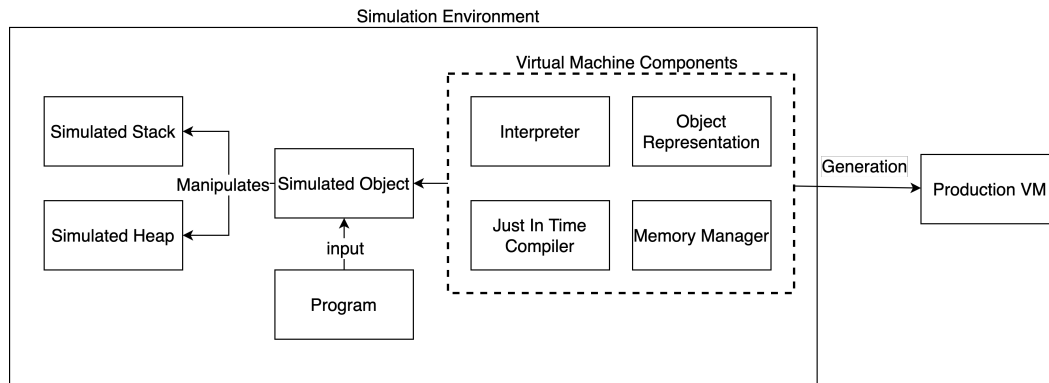 Simulation Environment
Virtual Machine Components
Simulated Stack
Interpreter
Object
Representation
Manipulates
Simulated Object
Generation
Production VM
Simulated Heap
input
Just In Time
Compiler
Memory Manager
Program